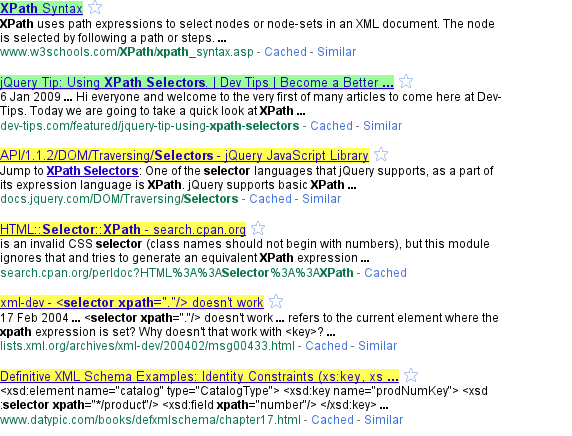 XPath Syntax
XPath uses path expressions to select nodes or node-sets in an XML document. The node
is selected by following a path or steps. ...
www.w3schools.com/XPath/xpath_syntax.asp - Cached - Similar
jQuery Tip: Using XPath Selectors. | Dev Tips | Become a Better ...
6 Jan 2009 ... Hi everyone and welcome to the very first of many articles to come here at Dev-
Tips. Today we are going to take a quick look at XPath ...
dev-tips.com/featured/jquery-tip-using-xpath-selectors - Cached - Similar
API/1.1.2/DOM/Traversing/Selectors - jQuery JavaScript Library
Jump to XPath Selectors: One of the selector languages that jQuery supports, as a part of
its expression language is XPath. jQuery supports basic XPath ...
docs.jquery.com/DOM/Traversing/Selectors - Cached - Similar
HTML::Selector::XPath - search.cpan.org
is an invalid CSS selector (class names should not begin with numbers), but this module
ignores that and tries to generate an equivalent XPath expression ...
search.cpan.org/perldoc?HTML%3A%3ASelector%3A%3AXPath - Cached
xml-dev - <selector xpath="."/> doesn't work
17 Feb 2004 ... <selector xpath="."/> doesn't work ... refers to the current element where the
xpath expression is set? Why doesn't that work with <key>? ...
lists.xml.org/archives/xml-dev/200402/msg00433.html - Cached - Similar
Definitive XML Schema Examples: Identity Constraints (xs:key, xs ...
<xsd:element name="catalog" type="CatalogType"> <xsd:key name="prodNumKey"> <xsd
:selector xpath="*/product"/> <xsd:field xpath="number"/> </xsd:key> ...
www.datypic.com/books/defxmlschema/chapter17.html - Cached - Similar